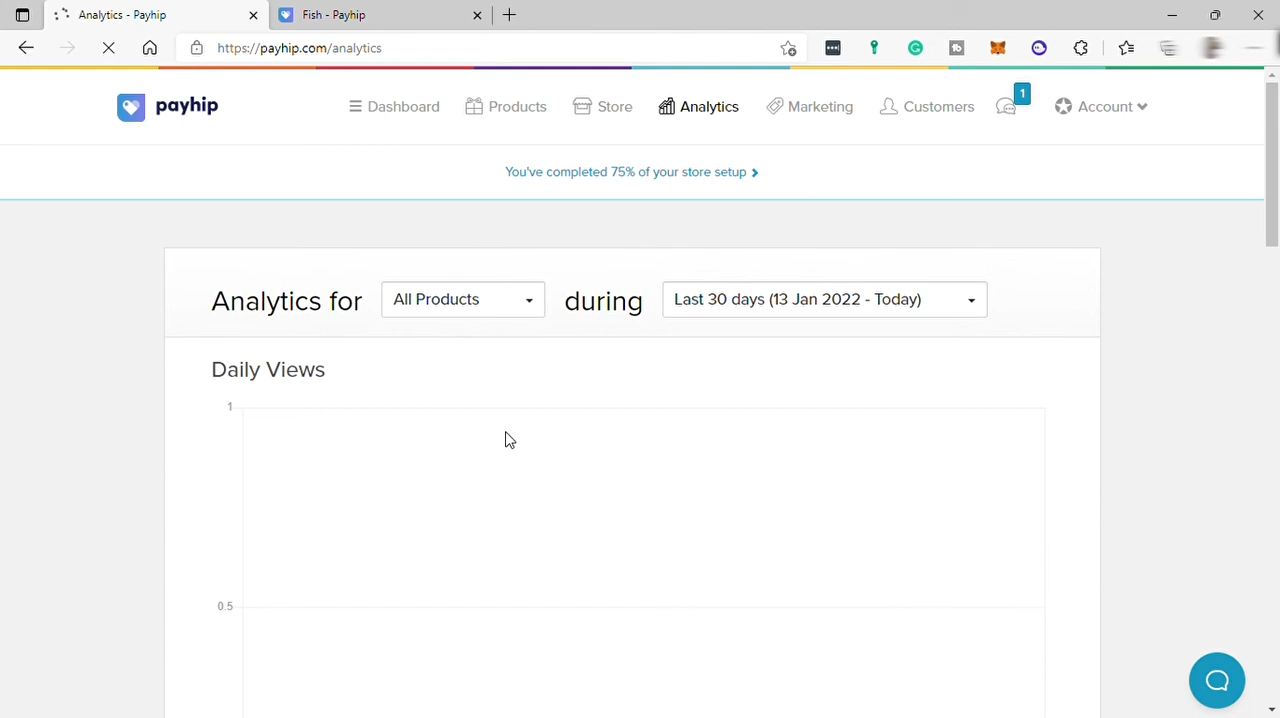 Analytics - Payhip
Fish - Payhip
https://payhip.com/analytics
payhip
Dashboard
Products
Store
Analytics
Marketing
Customers
1
Account
You've completed 75% of your store setup
Analytics for
All Products
during
Last 30 days (13 Jan 2022 - Today)
Daily Views
1
0.5